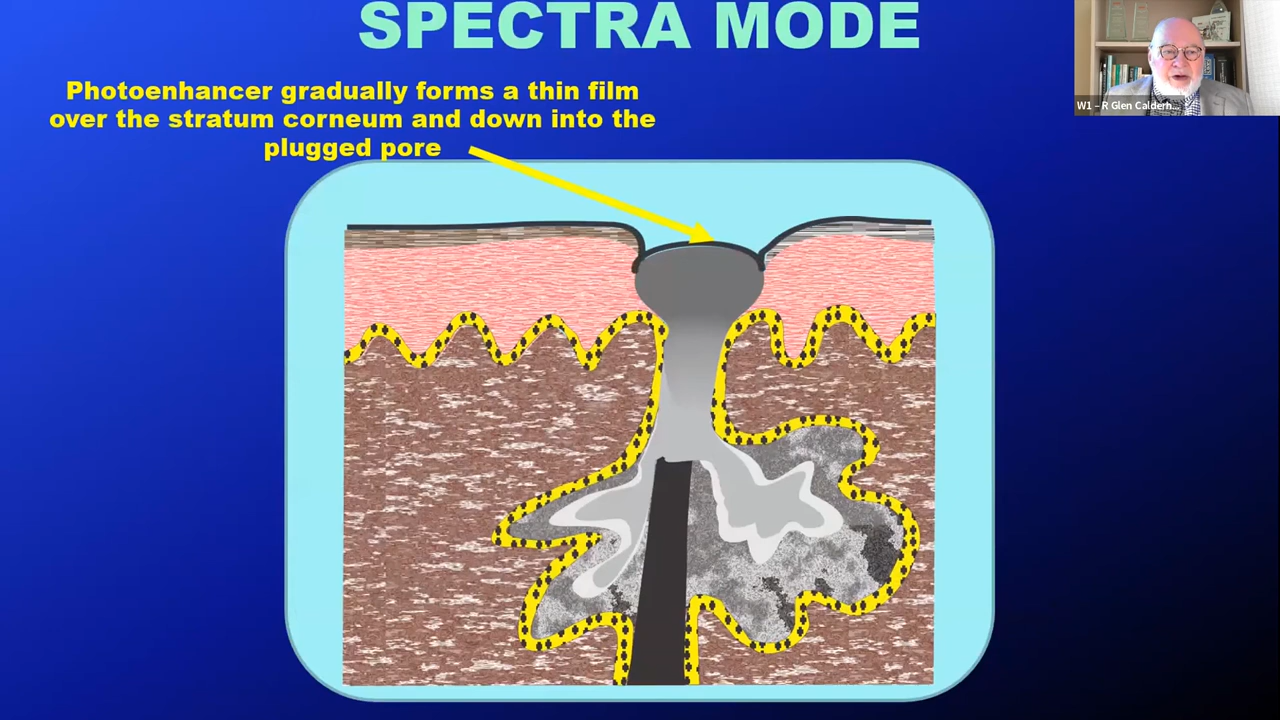 SPECTRA MODE
Photoenhancer gradually forms a thin film
over the stratum corneum and down into the
plugged pore
W1 – R Glen Calderh...